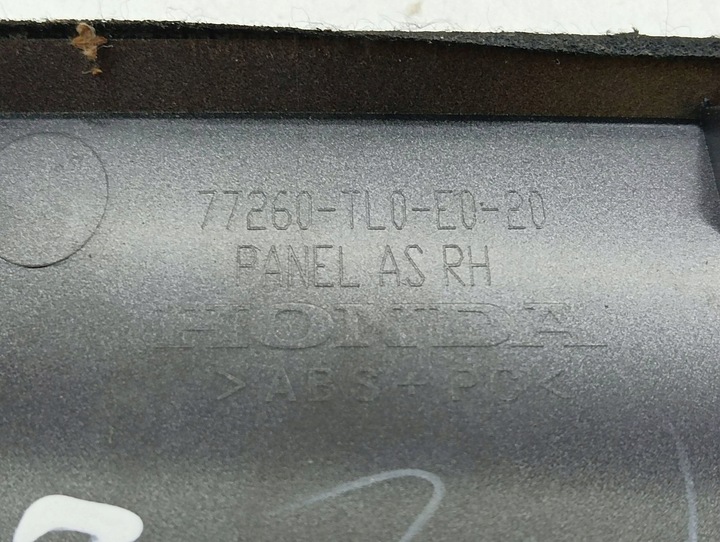 77260-TL0-E0-20
PANEL AS RH
HONDA
>ABS+PC<